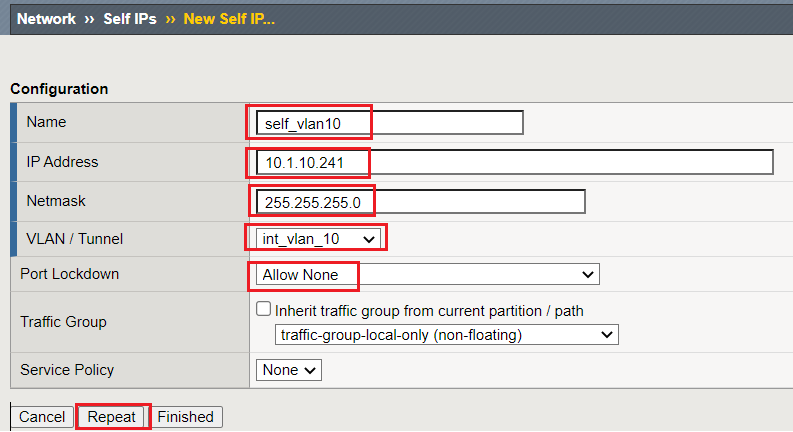 Network ›› Self IPs ›› New Self IP...
Configuration
Name self_vlan10
IP Address 10.1.10.241
Netmask 255.255.255.0
VLAN / Tunnel int_vlan_10
Port Lockdown Allow None
Traffic Group Inherit traffic group from current partition / path
traffic-group-local-only (non-floating)
Service Policy None
Cancel Repeat Finished